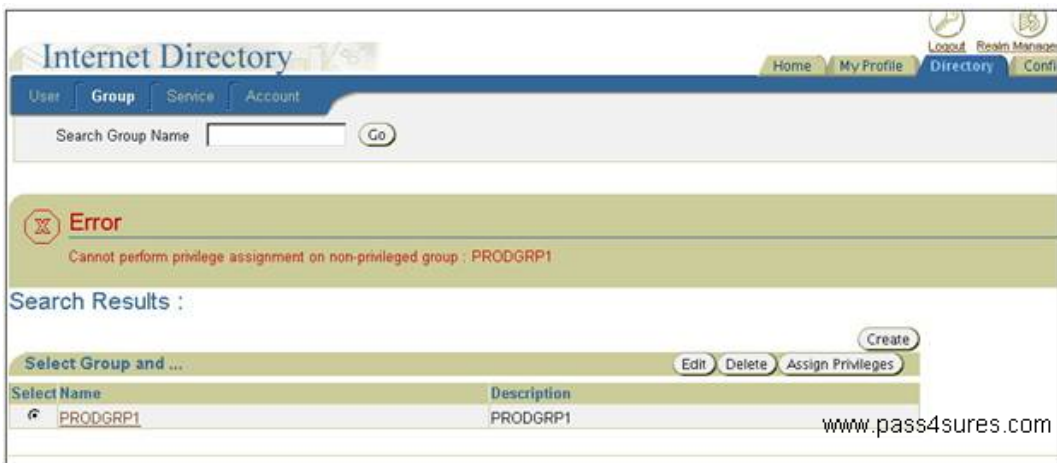 Internet Directory
Logout Realm Manage
Home My Profile Directory Confi
User Group Service Account
Search Group Name Go
Error
Cannot perform privilege assignment on non-privileged group : PRODGRP1
Search Results :
Create
Select Group and ... Edit Delete Assign Privileges
Select Name Description
PRODGRP1 PRODGRP1
www.pass4sures.com